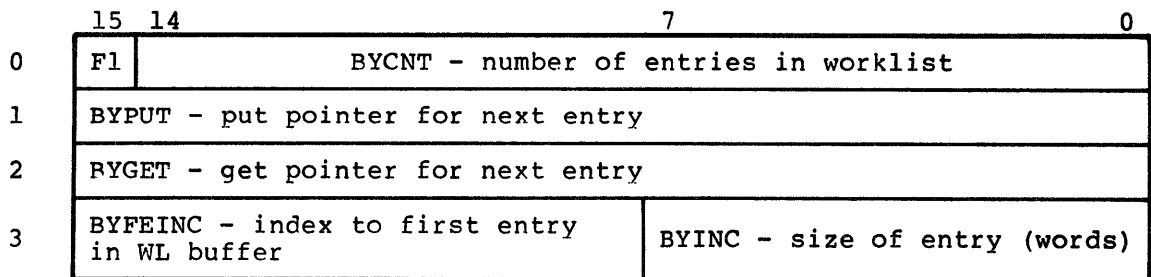 15 14 7 0
0 F1 BYCNT - number of entries in worklist
1 BYPUT - put pointer for next entry
2 BYGET - get pointer for next entry
BYFEINC - index to first entry
3 BYINC - size of entry (words)
in WL buffer